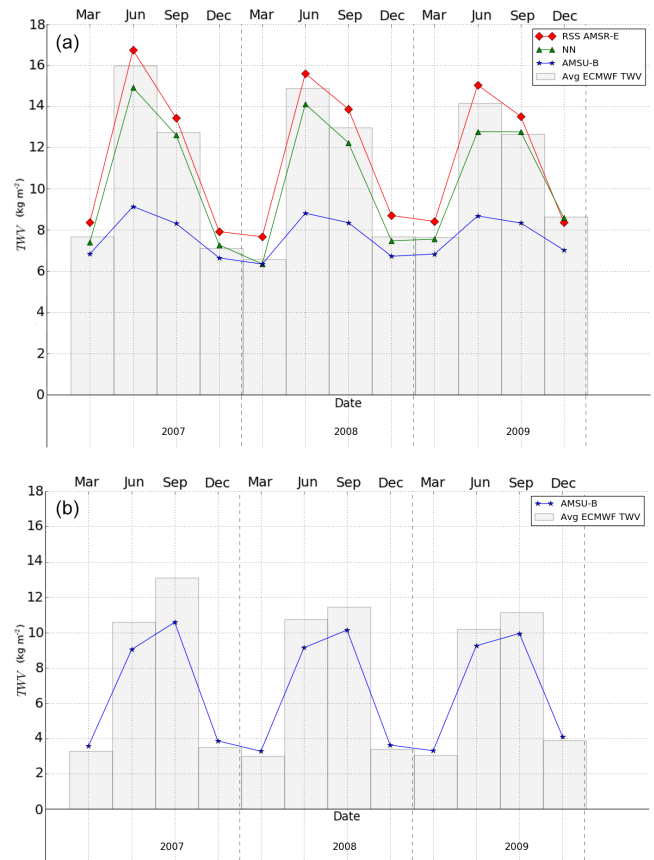 Mar Jun Sep Dec Mar Jun Sep Dec Mar Jun Sep Dec
18
(a)
RSS AMSR-E
NN
AMSU-B
Avg ECMWF TWV
16
14
12
10
8
6
4
2
0
TWV (kg m-2)
Date
2007 2008 2009
Mar Jun Sep Dec Mar Jun Sep Dec Mar Jun Sep Dec
18
(b)
AMSU-B
Avg ECMWF TWV
16
14
12
10
8
6
4
2
0
TWV (kg m-2)
Date
2007 2008 2009